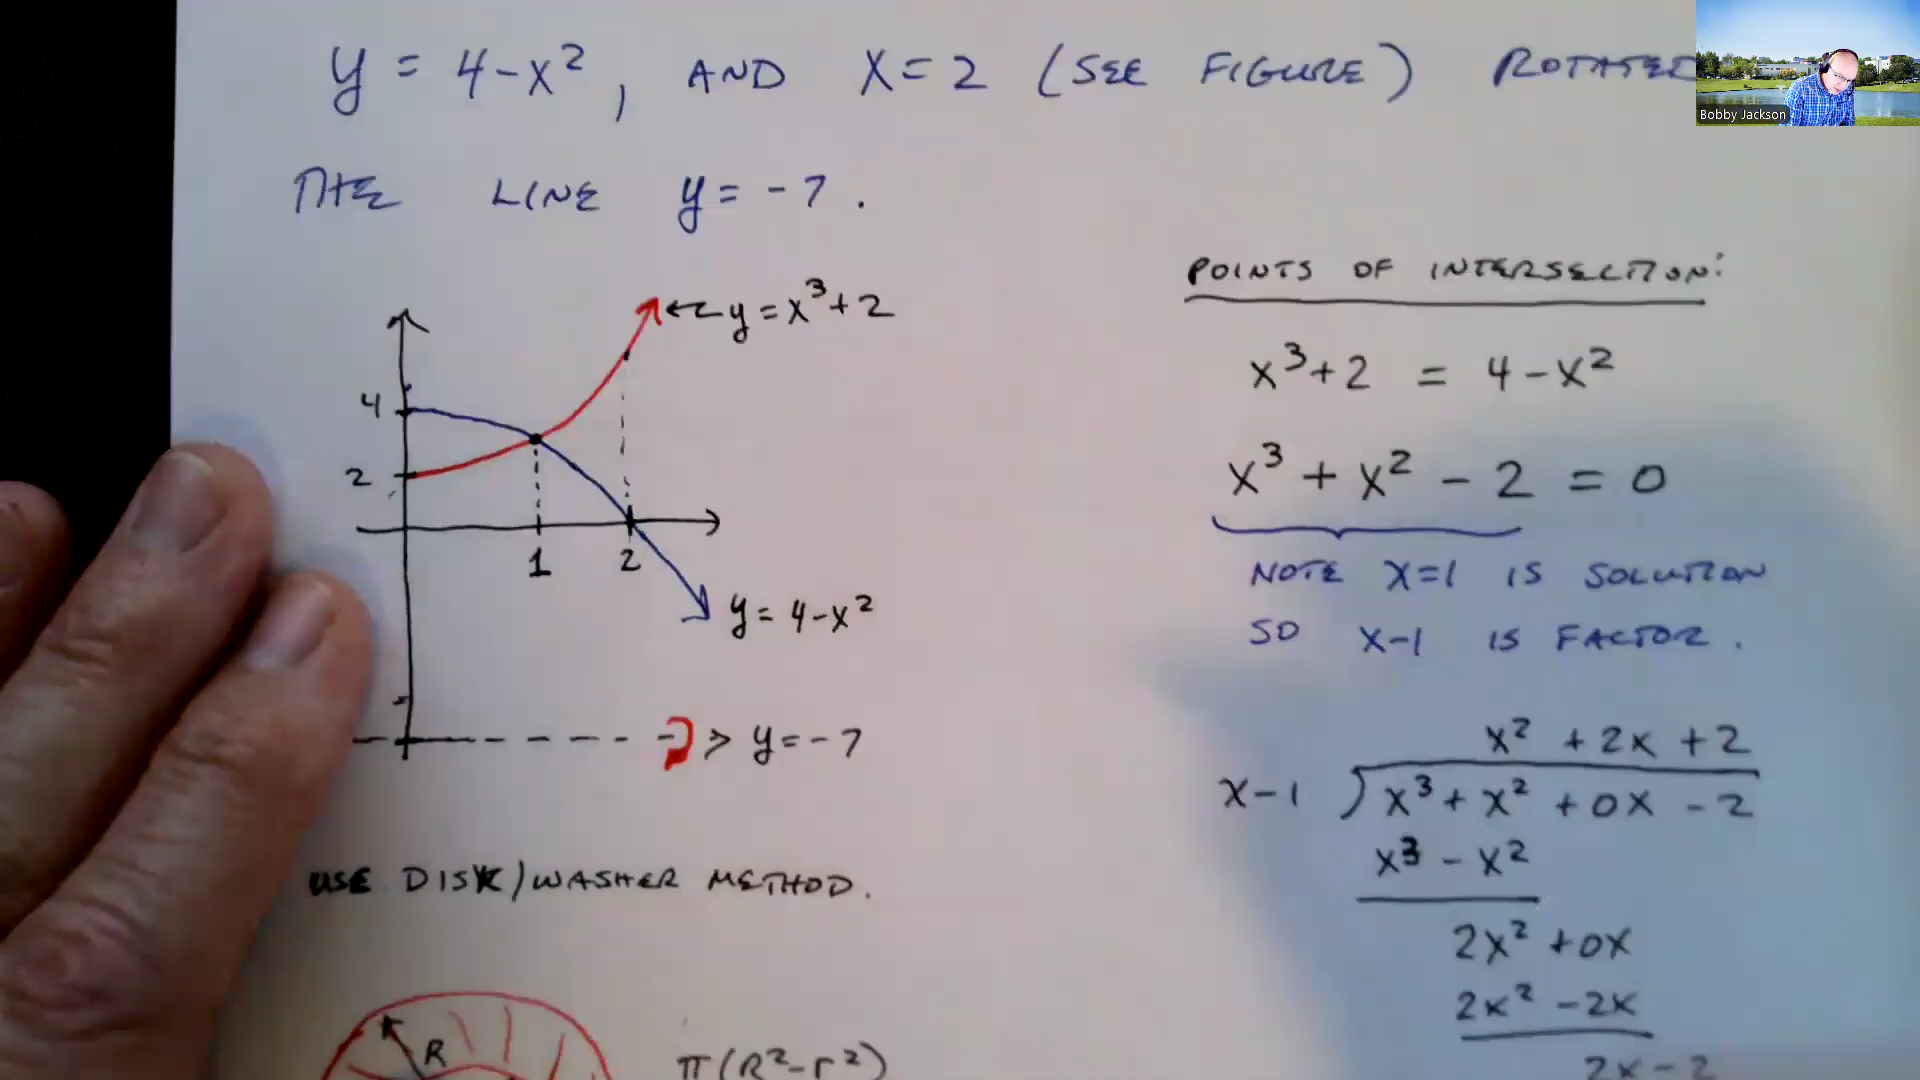 y = 4-x², AND X=2 (SEE FIGURE) ROTATED
THE LINE y=-7.
y=x³+2
4
2
1 2
y=4-x²
y=-7
USE DISK/WASHER METHOD.
R
π(R²-r²)
POINTS OF INTERSECTION:
x³+2 = 4-x²
x³+x²-2=0
NOTE X=1 IS SOLUTION
SO X-1 IS FACTOR.
x²+2x+2
x-1 )x³+x²+0x-2
x³-x²
2x²+0x
2x²-2x
2x-2
Bobby Jackson